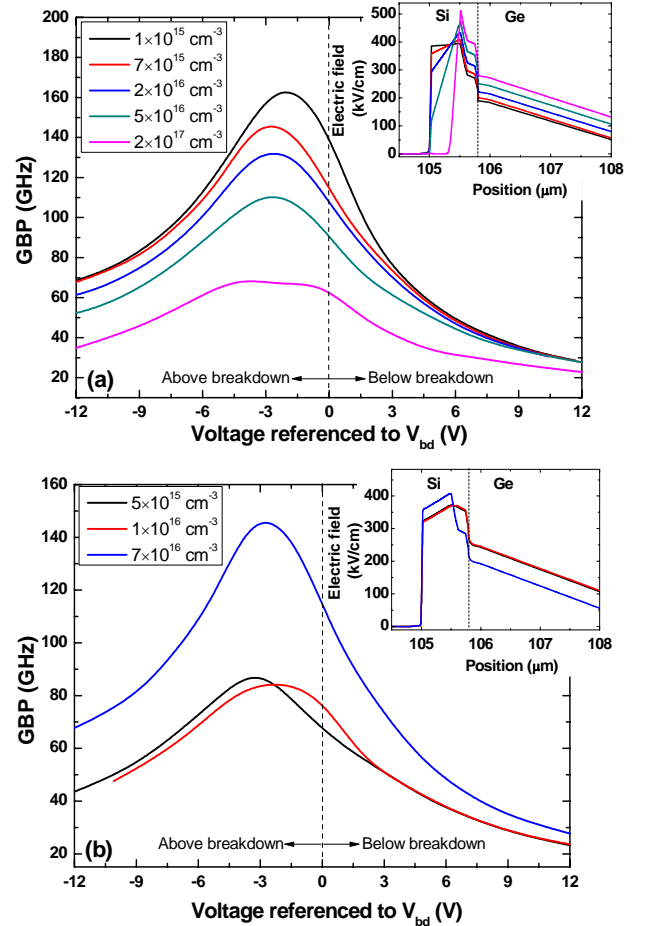 200
180
160
140
120
100
80
60
40
20
GBP (GHz)
1×10¹⁵ cm⁻³
7×10¹⁵ cm⁻³
2×10¹⁶ cm⁻³
5×10¹⁶ cm⁻³
2×10¹⁷ cm⁻³
Electric field
(kV/cm)
500
400
300
200
100
0
Si
Ge
105 106 107 108
Position (μm)
(a)
Above breakdown
Below breakdown
-12 -9 -6 -3 0 3 6 9 12
Voltage referenced to V_bd (V)
160
140
120
100
80
60
40
20
GBP (GHz)
5×10¹⁵ cm⁻³
1×10¹⁶ cm⁻³
7×10¹⁶ cm⁻³
Electric field
(kV/cm)
400
300
200
100
0
Si
Ge
105 106 107 108
Position (μm)
(b)
Above breakdown
Below breakdown
-12 -9 -6 -3 0 3 6 9 12
Voltage referenced to V_bd (V)